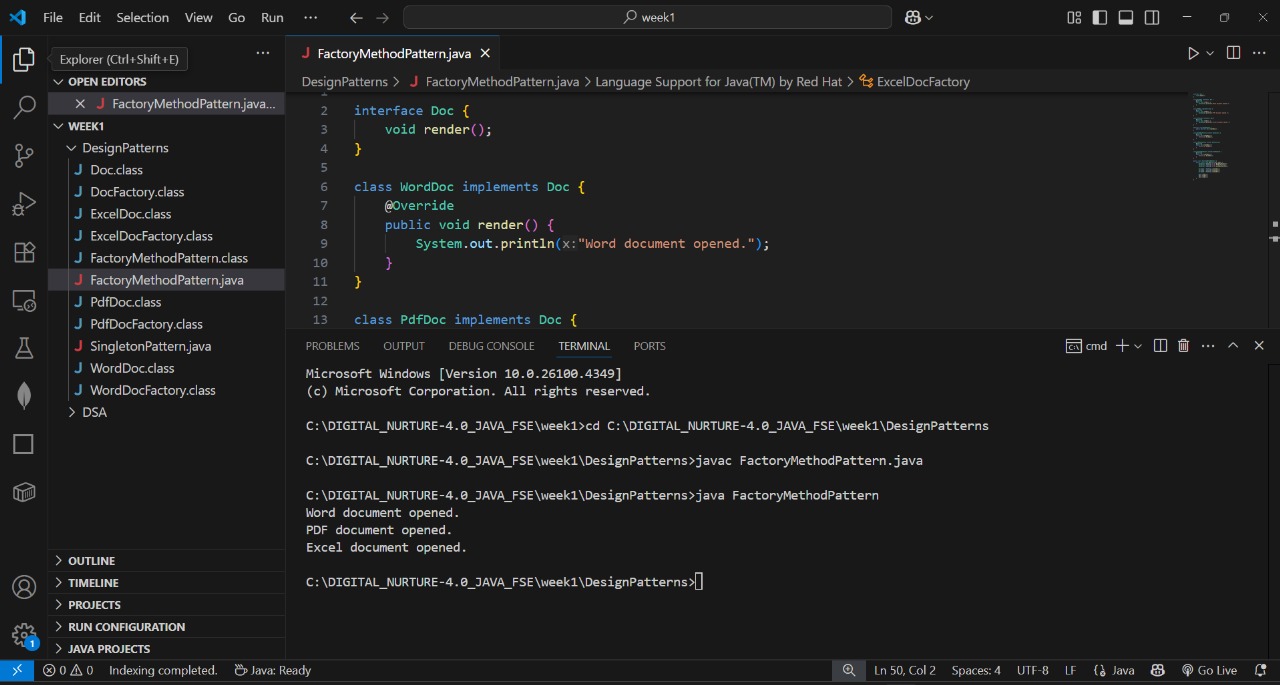 File Edit Selection View Go Run ··· week1
Explorer (Ctrl+Shift+E) ···
OPEN EDITORS
FactoryMethodPattern.java...
WEEK1
DesignPatterns
J Doc.class
J DocFactory.class
J ExcelDoc.class
J ExcelDocFactory.class
J FactoryMethodPattern.class
J FactoryMethodPattern.java
J PdfDoc.class
J PdfDocFactory.class
J SingletonPattern.java
J WordDoc.class
J WordDocFactory.class
DSA
OUTLINE
TIMELINE
PROJECTS
RUN CONFIGURATION
JAVA PROJECTS
J FactoryMethodPattern.java
DesignPatterns > J FactoryMethodPattern.java > Language Support for Java(TM) by Red Hat > ExcelDocFactory
2 interface Doc {
3 void render();
4 }
5
6 class WordDoc implements Doc {
7 @Override
8 public void render() {
9 System.out.println(x:"Word document opened.");
10 }
11 }
12
13 class PdfDoc implements Doc {
PROBLEMS OUTPUT DEBUG CONSOLE TERMINAL PORTS cmd
Microsoft Windows [Version 10.0.26100.4349]
(c) Microsoft Corporation. All rights reserved.
C:\DIGITAL_NURTURE-4.0_JAVA_FSE\week1>cd C:\DIGITAL_NURTURE-4.0_JAVA_FSE\week1\DesignPatterns
C:\DIGITAL_NURTURE-4.0_JAVA_FSE\week1\DesignPatterns>javac FactoryMethodPattern.java
C:\DIGITAL_NURTURE-4.0_JAVA_FSE\week1\DesignPatterns>java FactoryMethodPattern
Word document opened.
PDF document opened.
Excel document opened.
C:\DIGITAL_NURTURE-4.0_JAVA_FSE\week1\DesignPatterns>
1
0 0 Indexing completed. Java: Ready Ln 50, Col 2 Spaces: 4 UTF-8 LF {} Java Go Live